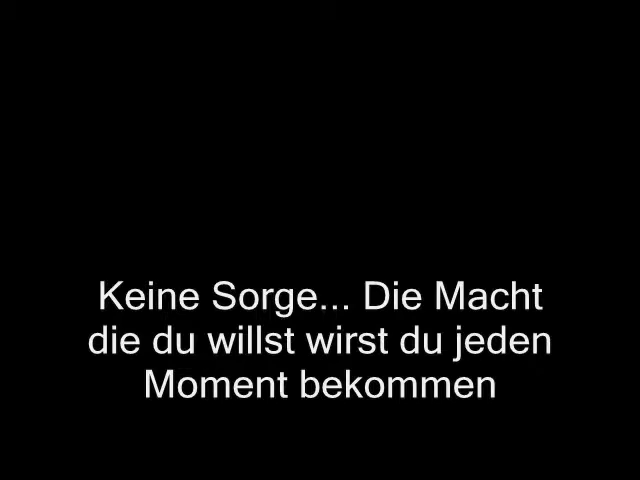 Keine Sorge... Die Macht
die du willst wirst du jeden
Moment bekommen